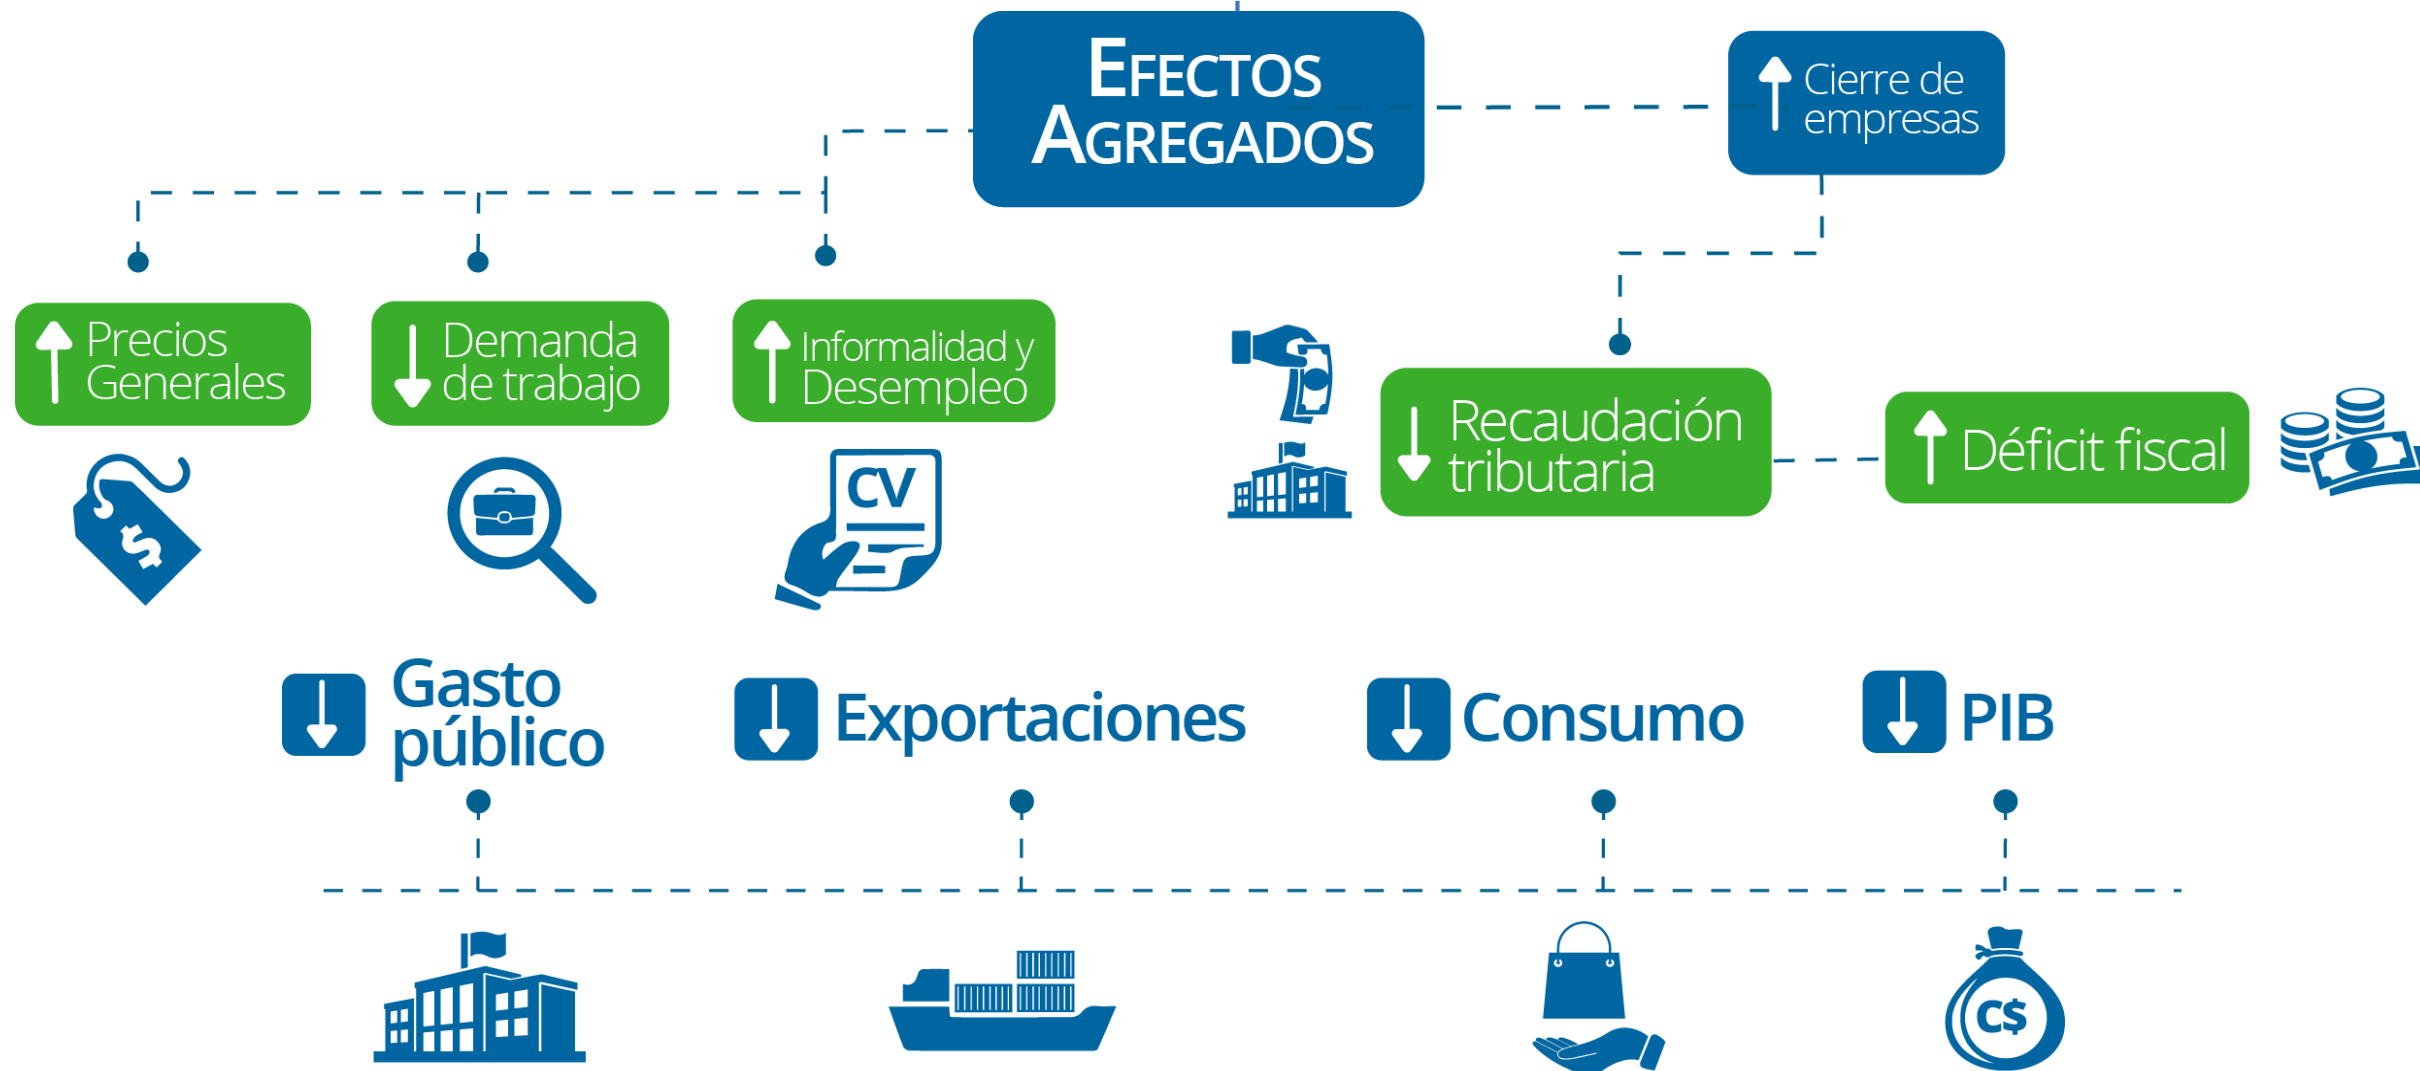 EFECTOS
AGREGADOS
Cierre de
empresas
Precios
Generales
Demanda
de trabajo
Informalidad y
Desempleo
Recaudación
tributaria
Déficit fiscal
$
CV
Gasto
público
Exportaciones
Consumo
PIB
C$